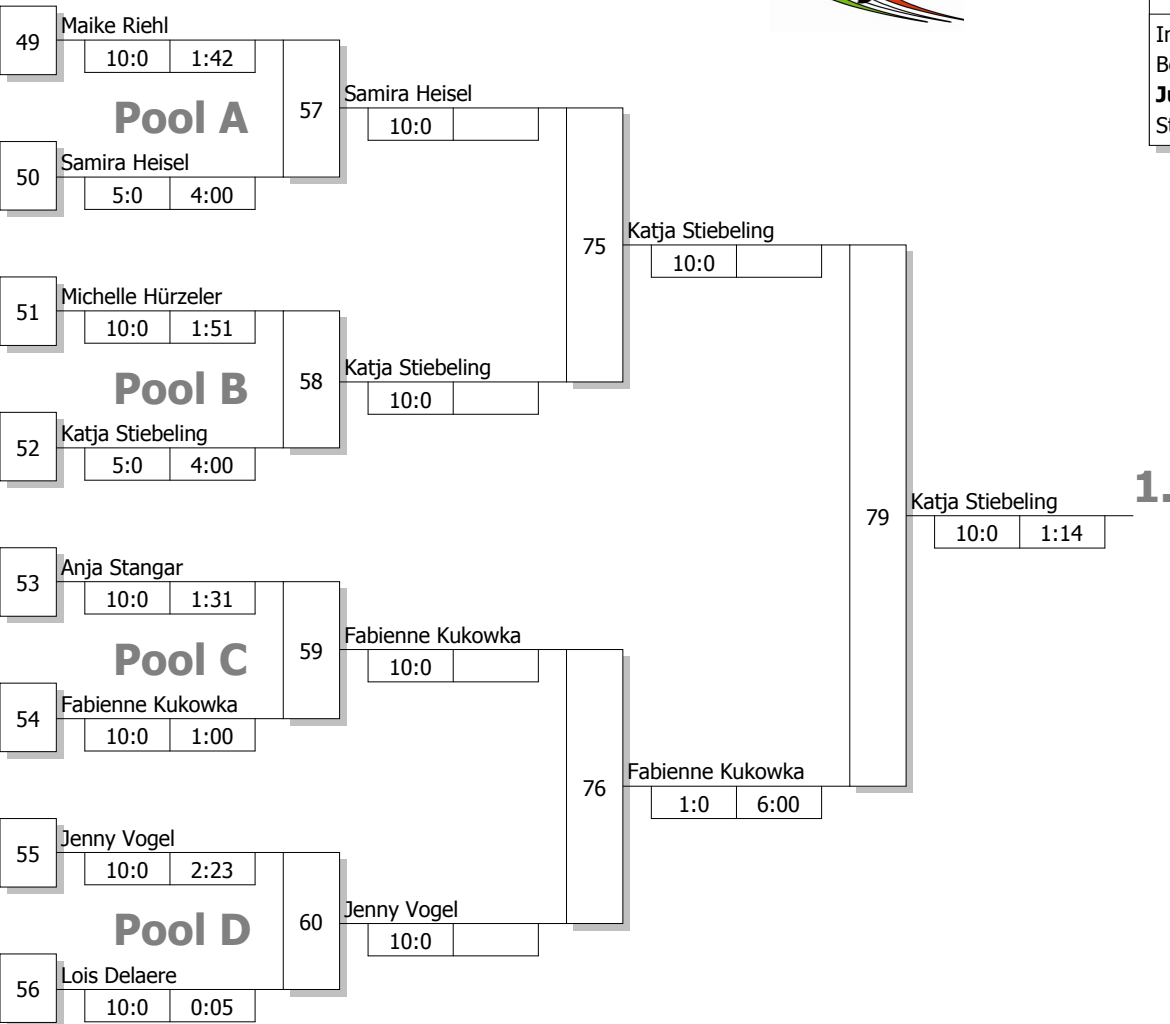 49
Maike Riehl
10:0 1:42
Pool A
57
Samira Heisel
10:0
50
Samira Heisel
5:0 4:00
75
Katja Stiebeling
10:0
51
Michelle Hürzeler
10:0 1:51
Pool B
58
Katja Stiebeling
10:0
52
Katja Stiebeling
5:0 4:00
79
Katja Stiebeling
10:0 1:14
1.
53
Anja Stangar
10:0 1:31
Pool C
59
Fabienne Kukowka
10:0
54
Fabienne Kukowka
10:0 1:00
76
Fabienne Kukowka
1:0 6:00
55
Jenny Vogel
10:0 2:23
Pool D
60
Jenny Vogel
10:0
56
Lois Delaere
10:0 0:05